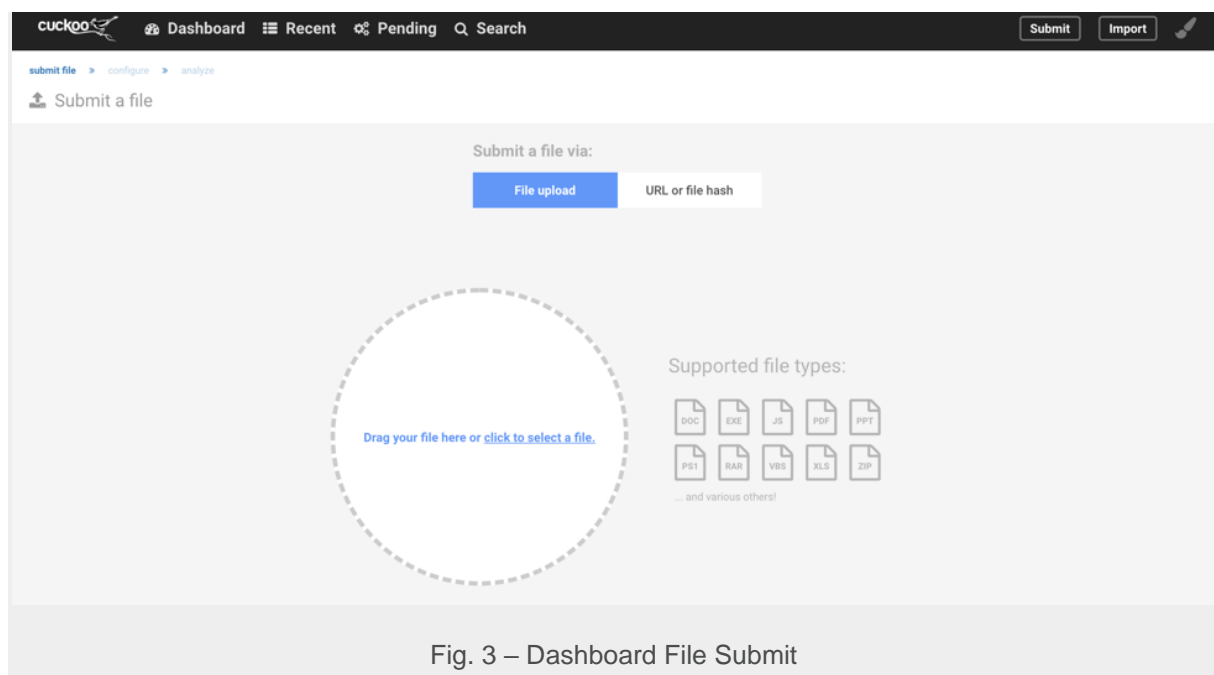 cuckoo Dashboard Recent Pending Search Submit Import
submit file > configure > analyze
Submit a file
Submit a file via:
File upload URL or file hash
Supported file types:
DOC EXE JS PDF PPT
Drag your file here or click to select a file.
PS1 RAR VBS XLS ZIP
... and various others!
Fig. 3 – Dashboard File Submit